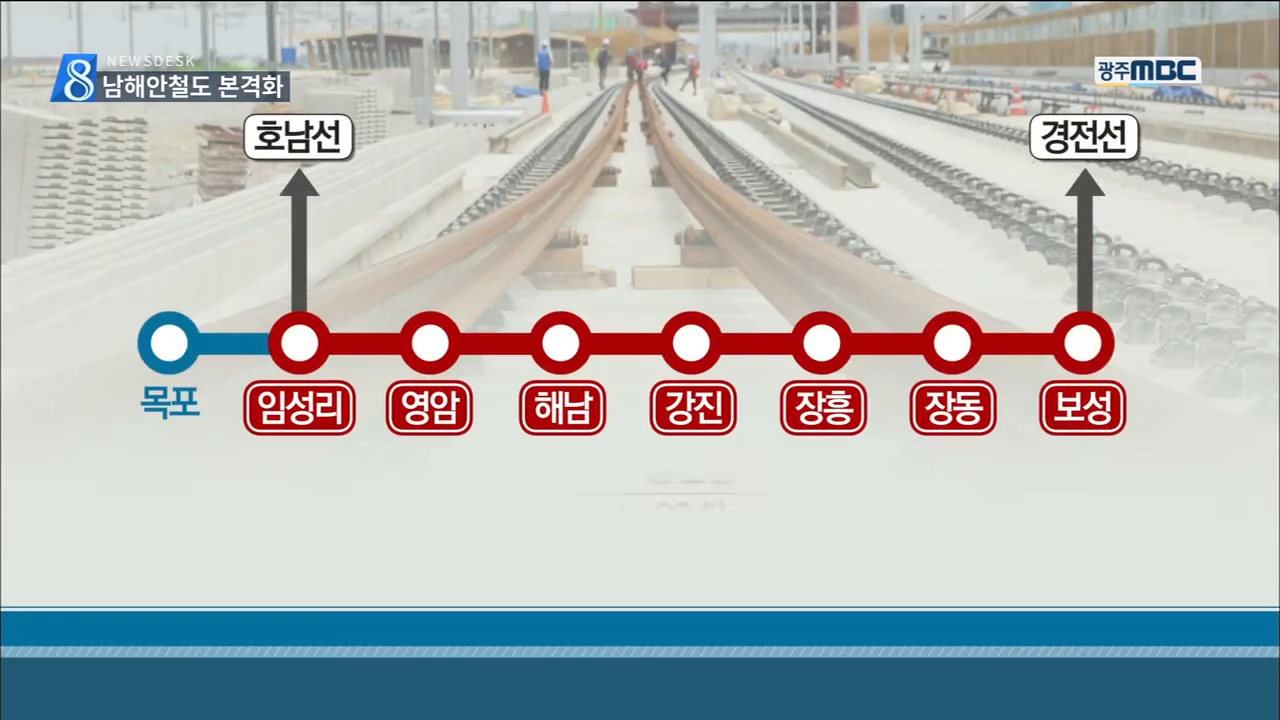 NEWSDESK
8 남해안철도 본격화
광주MBC
호남선
경전선
목포
임성리
영암
해남
강진
장흥
장동
보성